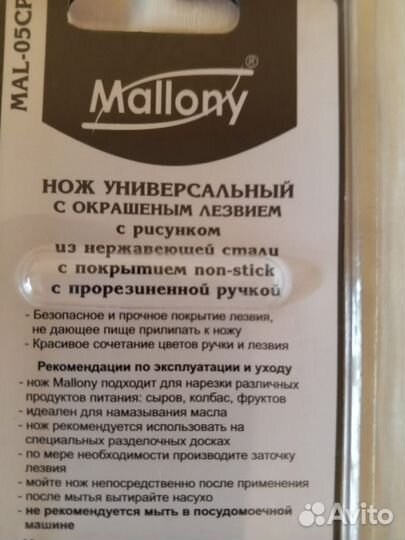 MAL-05CP
Mallony®
НОЖ УНИВЕРСАЛЬНЫЙ
С ОКРАШЕНЫМ ЛЕЗВИЕМ
с рисунком
из нержавеющей стали
с покрытием non-stick
с прорезиненной ручкой
- Безопасное и прочное покрытие лезвия,
не дающее пище прилипать к ножу
- Красивое сочетание цветов ручки и лезвия
Рекомендации по эксплуатации и уходу
- нож Mallony подходит для нарезки различных
продуктов питания: сыров, колбас, фруктов
- идеален для намазывания масла
- нож рекомендуется использовать на
специальных разделочных досках
- по мере необходимости производите заточку
лезвия
- мойте нож непосредственно после применения
- после мытья вытирайте насухо
- не рекомендуется мыть в посудомоечной
машине
Avito